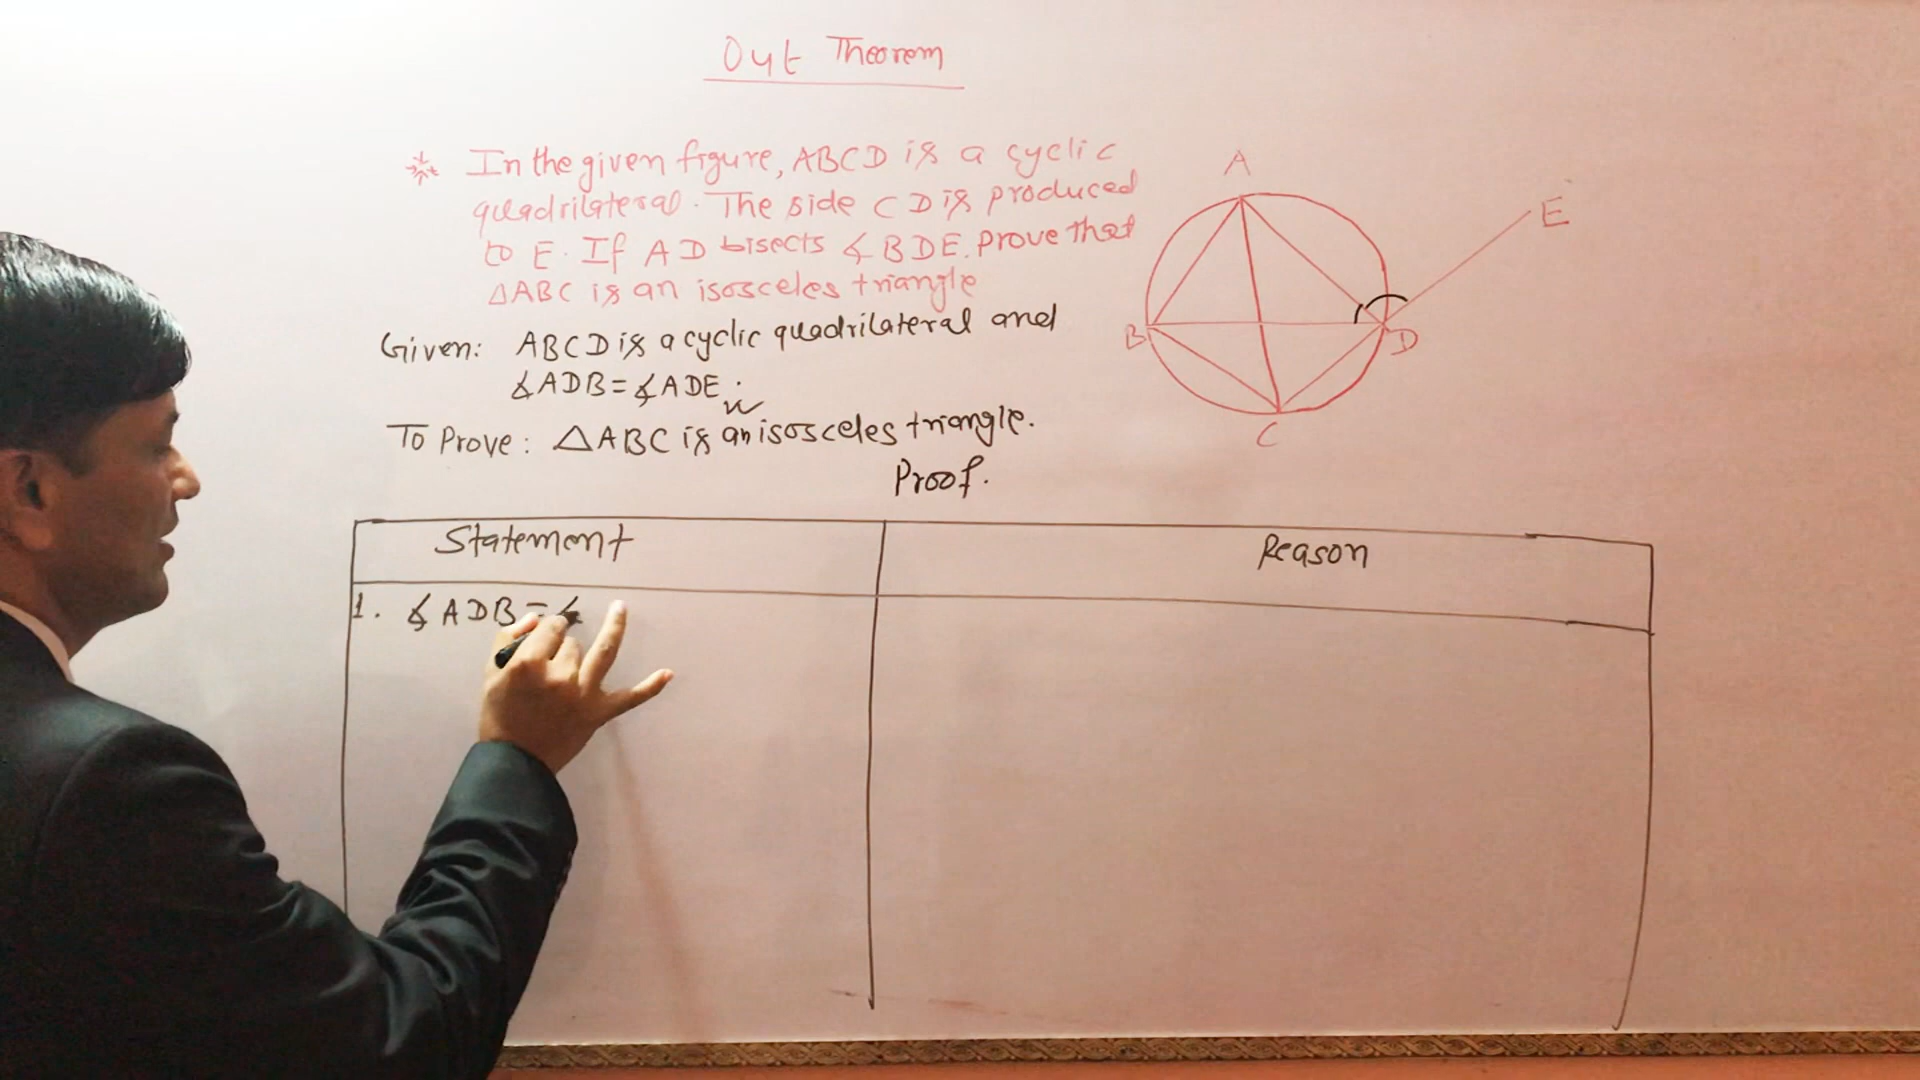 Out Theorem
In the given figure, ABCD is a cyclic
quadrilateral. The side CD is produced
to E. If AD bisects ∡BDE. prove that
△ABC is an isosceles triangle
Given: ABCD is a cyclic quadrilateral and
∡ADB=∡ADE.
To Prove: △ABC is an isosceles triangle.
Proof.
Statement Reason
1. ∡ADB=∡
A
E
B
D
C